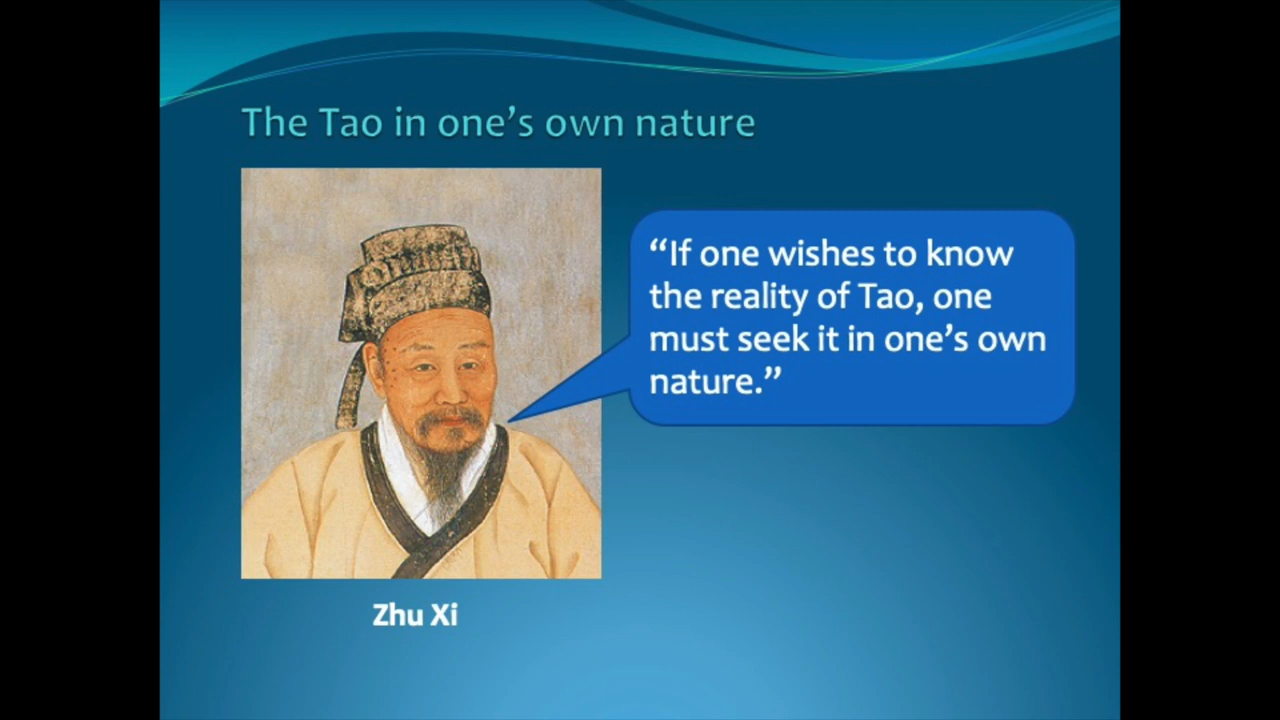 The Tao in one’s own nature
“If one wishes to know
the reality of Tao, one
must seek it in one’s own
nature.”
Zhu Xi